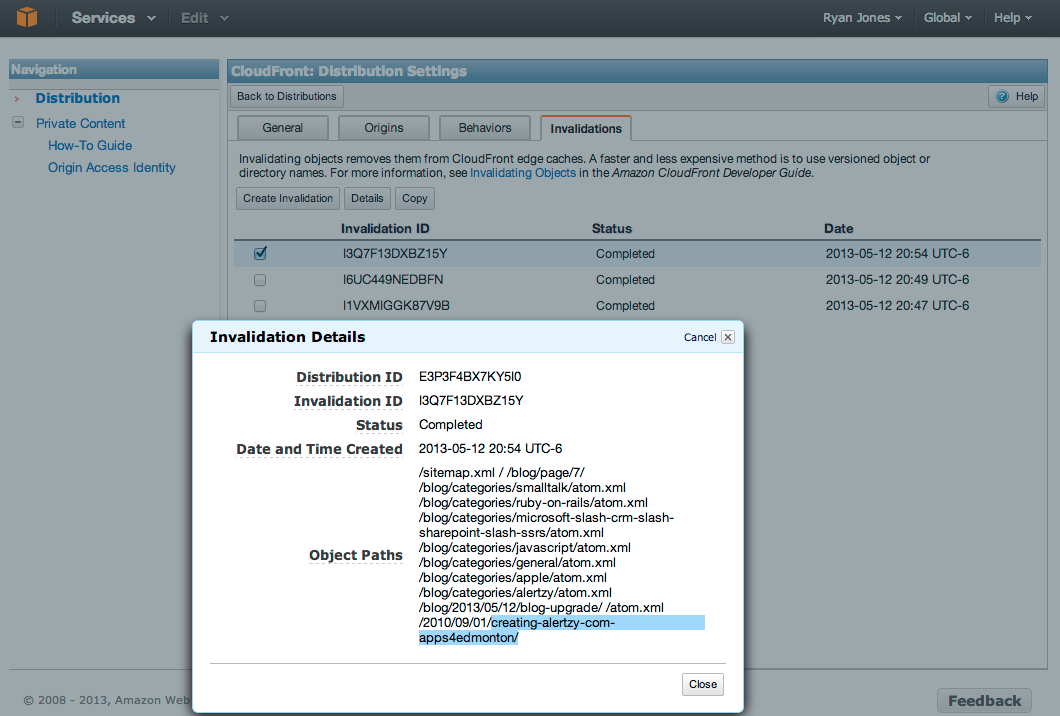 Services Edit Ryan Jones Global Help
Navigation
Distribution
Private Content
How-To Guide
Origin Access Identity
CloudFront: Distribution Settings
Back to Distributions Help
General Origins Behaviors Invalidations
Invalidating objects removes them from CloudFront edge caches. A faster and less expensive method is to use versioned object or
directory names. For more information, see Invalidating Objects in the Amazon CloudFront Developer Guide.
Create Invalidation Details Copy
Invalidation ID Status Date
I3Q7F13DXBZ15Y Completed 2013-05-12 20:54 UTC-6
I6UC449NEDBFN Completed 2013-05-12 20:49 UTC-6
I1VXMIGGK87V9B Completed 2013-05-12 20:47 UTC-6
Invalidation Details Cancel
Distribution ID E3P3F4BX7KY5I0
Invalidation ID I3Q7F13DXBZ15Y
Status Completed
Date and Time Created 2013-05-12 20:54 UTC-6
Object Paths
/sitemap.xml / /blog/page/7/
/blog/categories/smalltalk/atom.xml
/blog/categories/ruby-on-rails/atom.xml
/blog/categories/microsoft-slash-crm-slash-
sharepoint-slash-ssrs/atom.xml
/blog/categories/javascript/atom.xml
/blog/categories/general/atom.xml
/blog/categories/apple/atom.xml
/blog/categories/alertzy/atom.xml
/blog/2013/05/12/blog-upgrade/ /atom.xml
/2010/09/01/creating-alertzy-com-
apps4edmonton/
Close
© 2008 - 2013, Amazon Web
Feedback